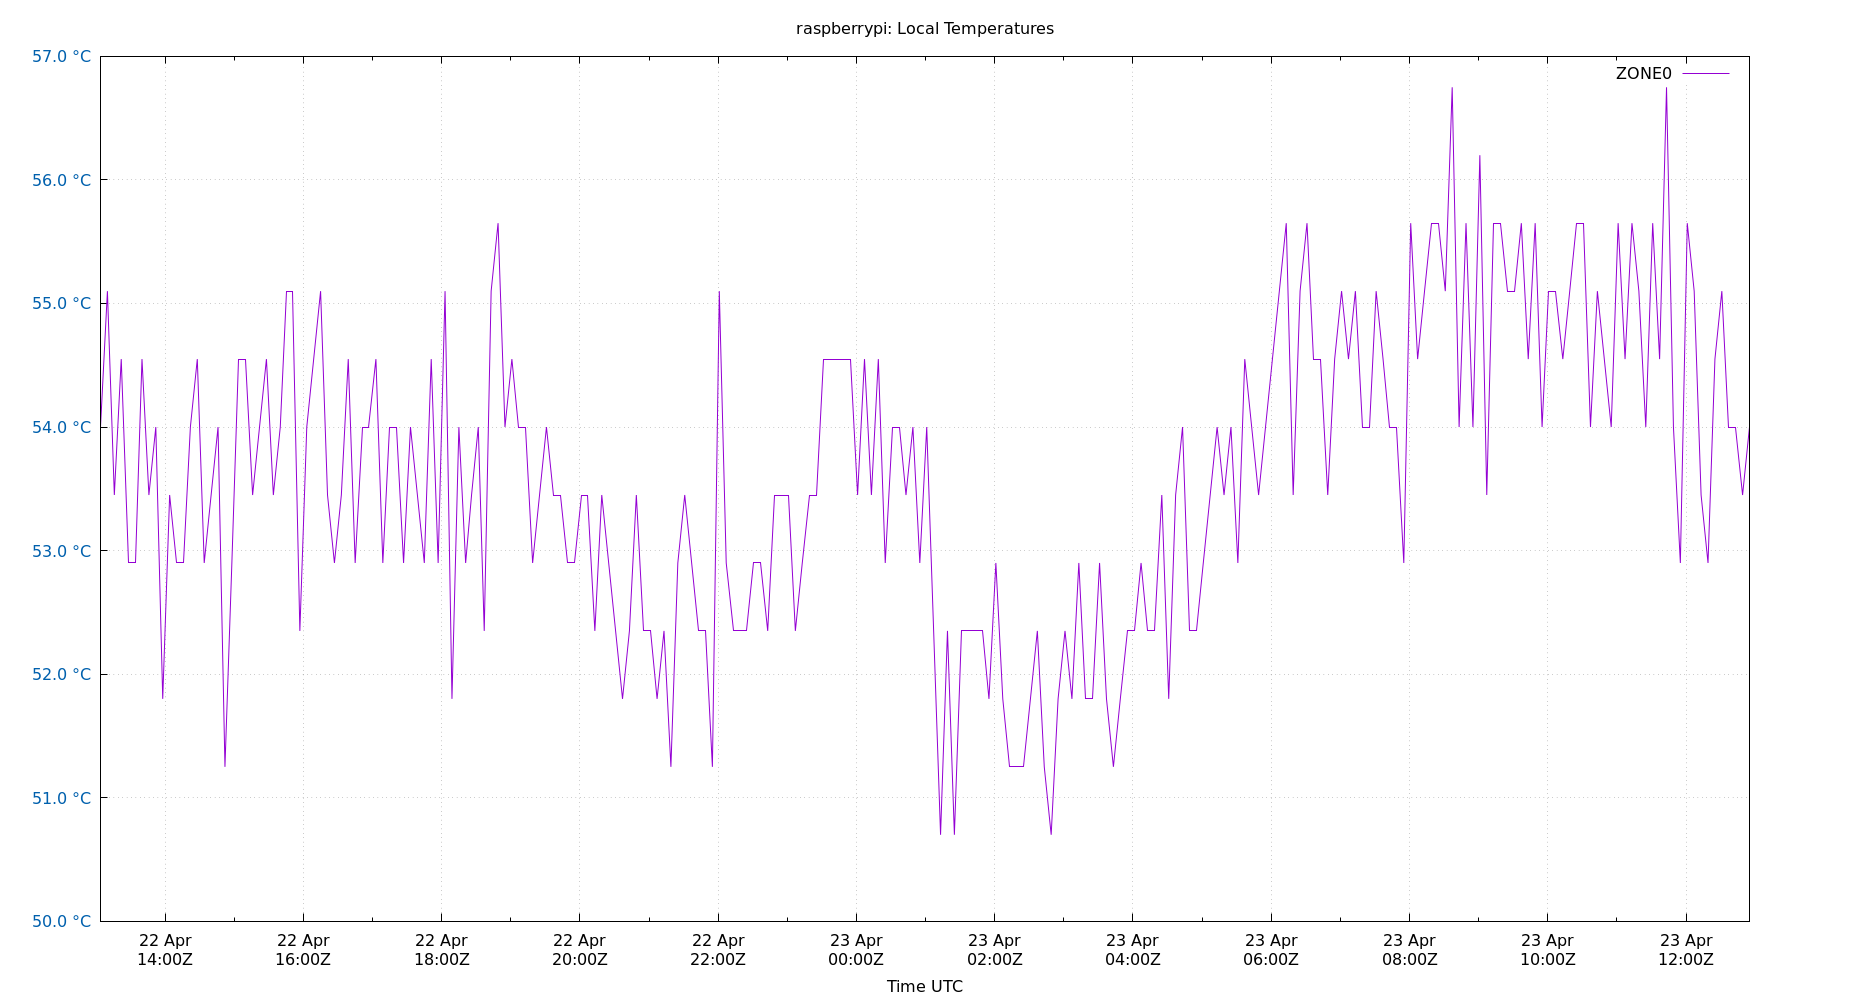 raspberrypi: Local Temperatures
57.0 °C
56.0 °C
55.0 °C
54.0 °C
53.0 °C
52.0 °C
51.0 °C
50.0 °C
ZONE0
22 Apr 22 Apr 22 Apr 22 Apr 22 Apr 23 Apr 23 Apr 23 Apr 23 Apr 23 Apr 23 Apr 23 Apr
14:00Z 16:00Z 18:00Z 20:00Z 22:00Z 00:00Z 02:00Z 04:00Z 06:00Z 08:00Z 10:00Z 12:00Z
Time UTC